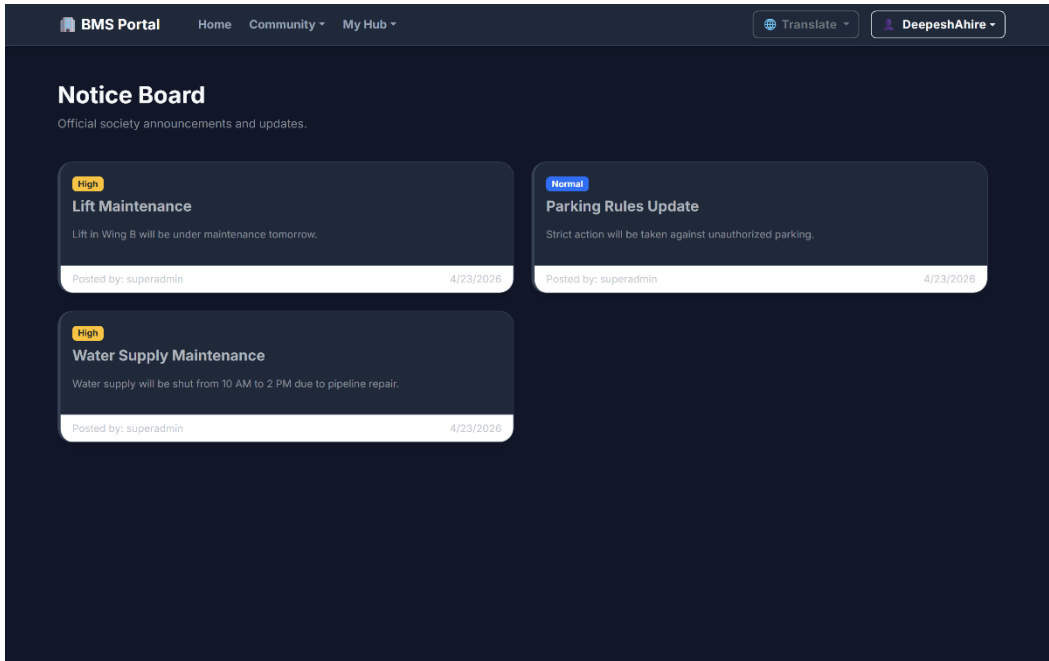 BMS Portal Home Community My Hub Translate DeepeshAhire
Notice Board
Official society announcements and updates.
High
Lift Maintenance
Lift in Wing B will be under maintenance tomorrow.
Posted by: superadmin 4/23/2026
Normal
Parking Rules Update
Strict action will be taken against unauthorized parking.
Posted by: superadmin 4/23/2026
High
Water Supply Maintenance
Water supply will be shut from 10 AM to 2 PM due to pipeline repair.
Posted by: superadmin 4/23/2026